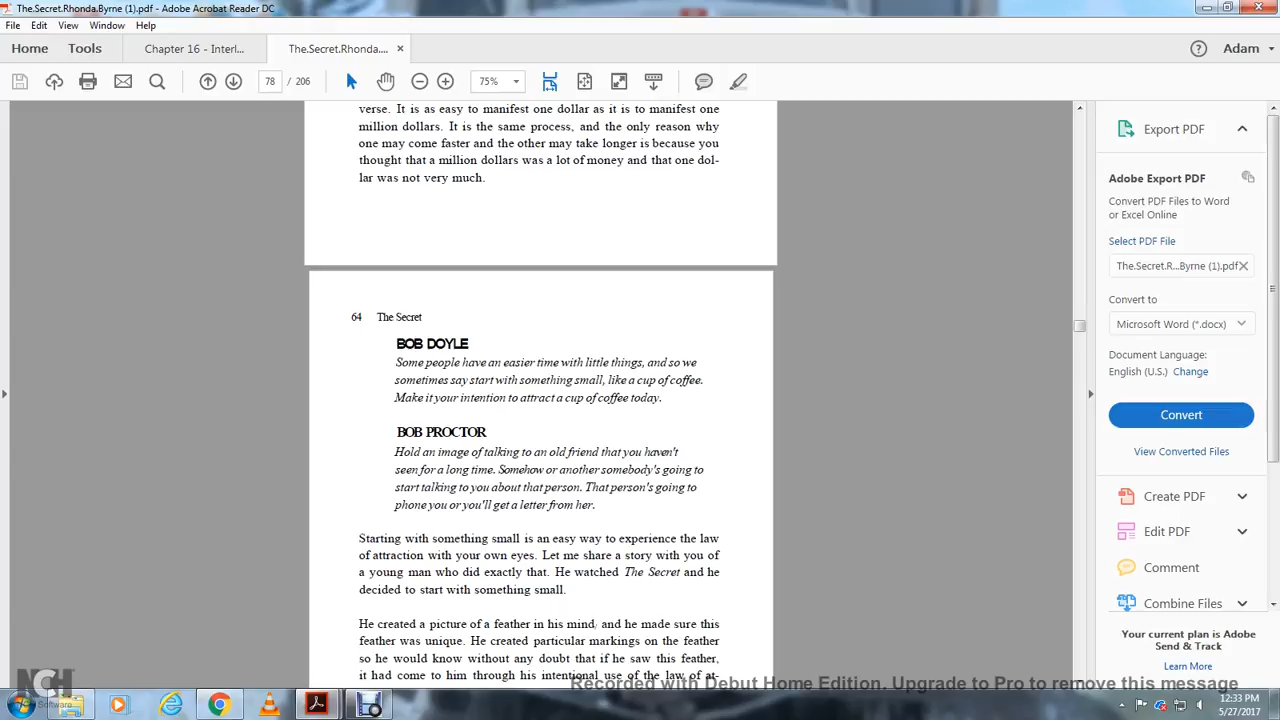 The.Secret.Rhonda.Byrne (1).pdf - Adobe Acrobat Reader DC
File Edit View Window Help
Home Tools Chapter 16 - Interl... The.Secret.Rhonda.... × Adam
78 / 206 75%
verse. It is as easy to manifest one dollar as it is to manifest one
million dollars. It is the same process, and the only reason why
one may come faster and the other may take longer is because you
thought that a million dollars was a lot of money and that one dol-
lar was not very much.
64 The Secret
BOB DOYLE
Some people have an easier time with little things, and so we
sometimes say start with something small, like a cup of coffee.
Make it your intention to attract a cup of coffee today.
BOB PROCTOR
Hold an image of talking to an old friend that you haven't
seen for a long time. Somehow or another somebody's going to
start talking to you about that person. That person's going to
phone you or you'll get a letter from her.
Starting with something small is an easy way to experience the law
of attraction with your own eyes. Let me share a story with you of
a young man who did exactly that. He watched The Secret and he
decided to start with something small.
He created a picture of a feather in his mind, and he made sure this
feather was unique. He created particular markings on the feather
so he would know without any doubt that if he saw this feather,
it had come to him through his intentional use of the law of at-
Export PDF
Adobe Export PDF
Convert PDF Files to Word
or Excel Online
Select PDF File
The.Secret.R...Byrne (1).pdf
Convert to
Microsoft Word (*.docx)
Document Language:
English (U.S.) Change
Convert
View Converted Files
Create PDF
Edit PDF
Comment
Combine Files
Your current plan is Adobe
Send & Track
Learn More
NCH Software
Recorded with Debut Home Edition. Upgrade to Pro to remove this message
12:33 PM
5/27/2017